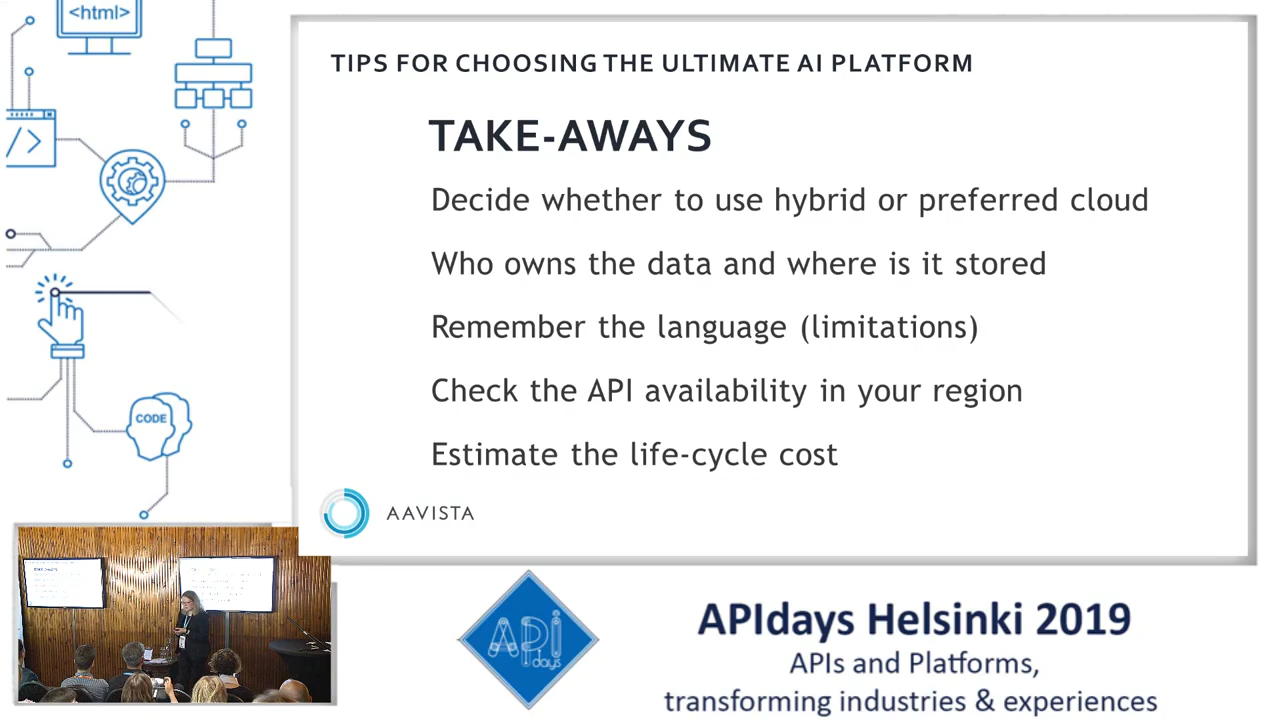 <html>
</>
CODE
TIPS FOR CHOOSING THE ULTIMATE AI PLATFORM
TAKE-AWAYS
Decide whether to use hybrid or preferred cloud
Who owns the data and where is it stored
Remember the language (limitations)
Check the API availability in your region
Estimate the life-cycle cost
AAVISTA
API
days
APIdays Helsinki 2019
APIs and Platforms,
transforming industries & experiences